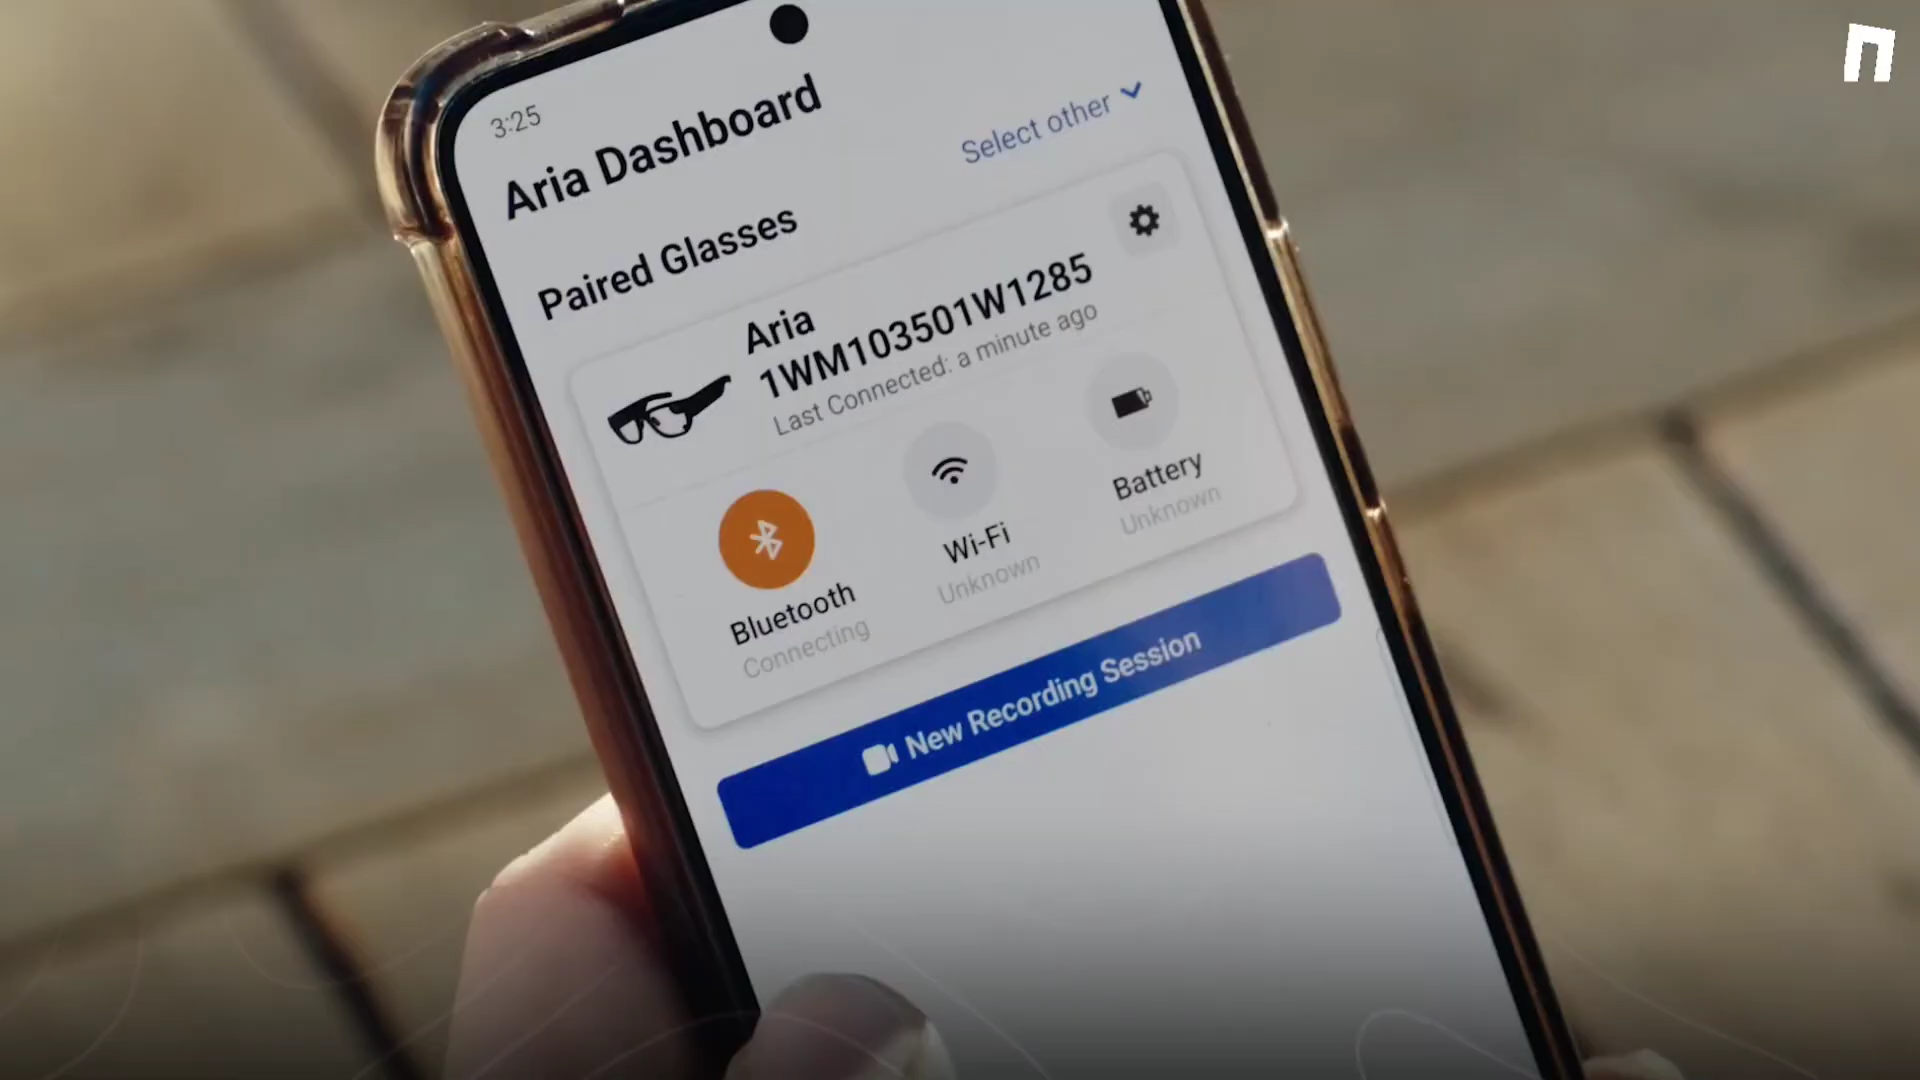 3:25
Aria Dashboard
Paired Glasses
Select other
Aria
1WM103501W1285
Last Connected: a minute ago
Bluetooth
Connecting
Wi-Fi
Unknown
Battery
Unknown
New Recording Session